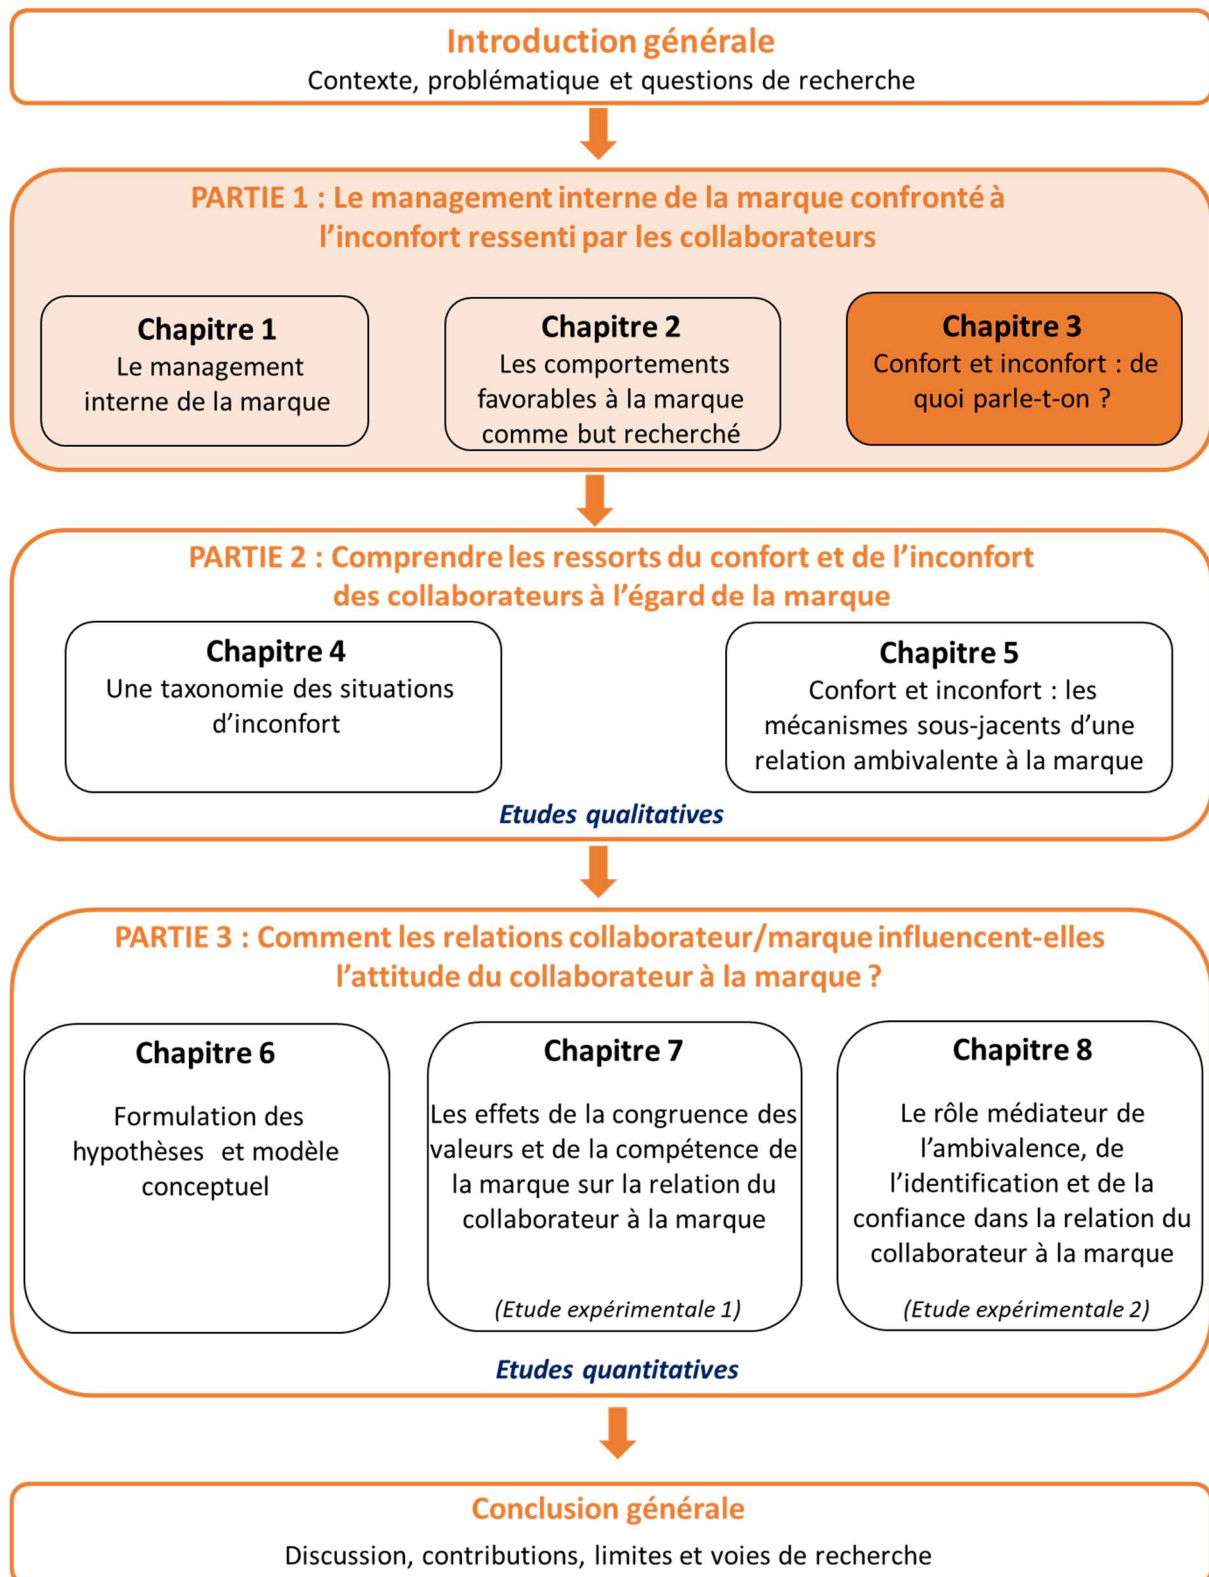 Introduction générale
Contexte, problématique et questions de recherche
PARTIE 1 : Le management interne de la marque confronté à
l’inconfort ressenti par les collaborateurs
Chapitre 1
Le management
interne de la marque
Chapitre 2
Les comportements
favorables à la marque
comme but recherché
Chapitre 3
Confort et inconfort : de
quoi parle-t-on ?
PARTIE 2 : Comprendre les ressorts du confort et de l’inconfort
des collaborateurs à l’égard de la marque
Chapitre 4
Une taxonomie des situations
d’inconfort
Chapitre 5
Confort et inconfort : les
mécanismes sous-jacents d’une
relation ambivalente à la marque
Etudes qualitatives
PARTIE 3 : Comment les relations collaborateur/marque influencent-elles
l’attitude du collaborateur à la marque ?
Chapitre 6
Formulation des
hypothèses et modèle
conceptuel
Chapitre 7
Les effets de la congruence des
valeurs et de la compétence de
la marque sur la relation du
collaborateur à la marque
(Etude expérimentale 1)
Chapitre 8
Le rôle médiateur de
l’ambivalence, de
l’identification et de la
confiance dans la relation du
collaborateur à la marque
(Etude expérimentale 2)
Etudes quantitatives
Conclusion générale
Discussion, contributions, limites et voies de recherche